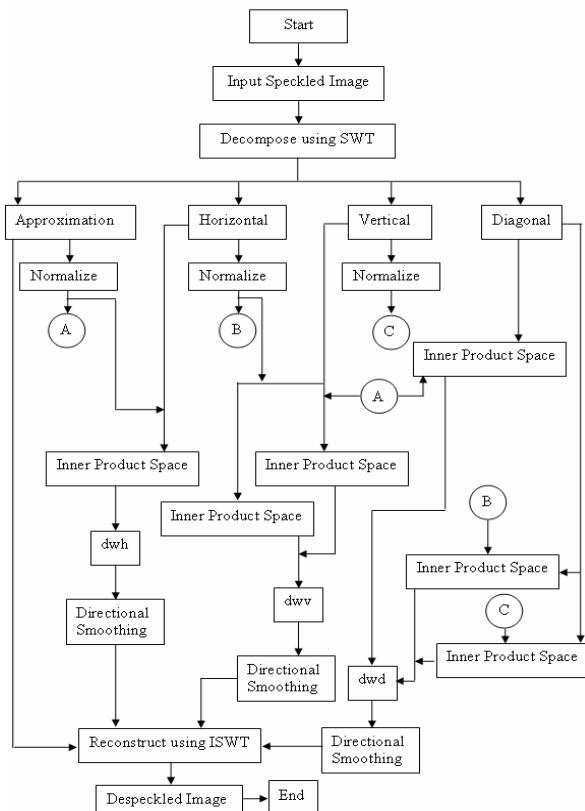 Start
Input Speckled Image
Decompose using SWT
Approximation
Horizontal
Vertical
Diagonal
Normalize
Normalize
Normalize
A
B
C
Inner Product Space
A
Inner Product Space
Inner Product Space
Inner Product Space
B
dwh
Inner Product Space
dwv
C
Directional
Smoothing
Inner Product Space
Directional
Smoothing
dwd
Reconstruct using ISWT
Directional
Smoothing
Despeckled Image
End